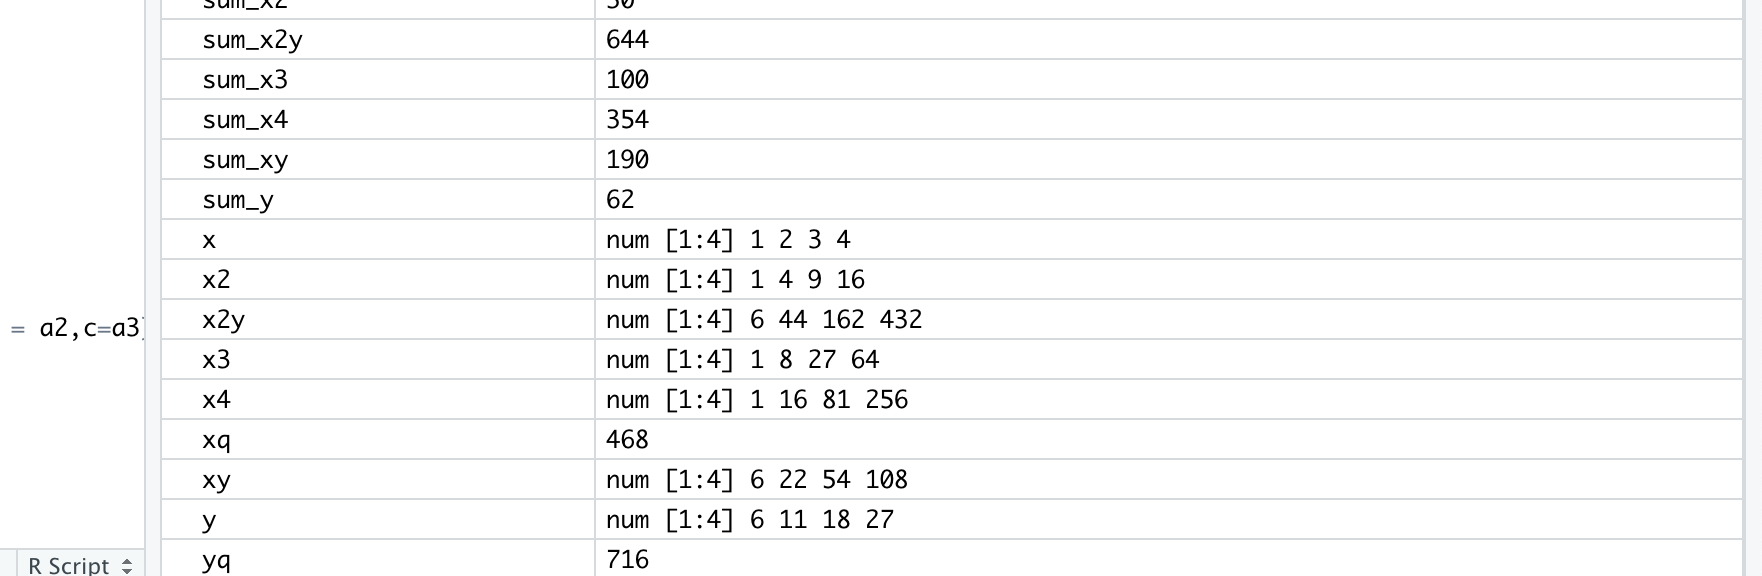 sum_x2 30
sum_x2y 644
sum_x3 100
sum_x4 354
sum_xy 190
sum_y 62
x num [1:4] 1 2 3 4
x2 num [1:4] 1 4 9 16
x2y num [1:4] 6 44 162 432
= a2,c=a3)
x3 num [1:4] 1 8 27 64
x4 num [1:4] 1 16 81 256
xq 468
xy num [1:4] 6 22 54 108
y num [1:4] 6 11 18 27
yq 716
R Script